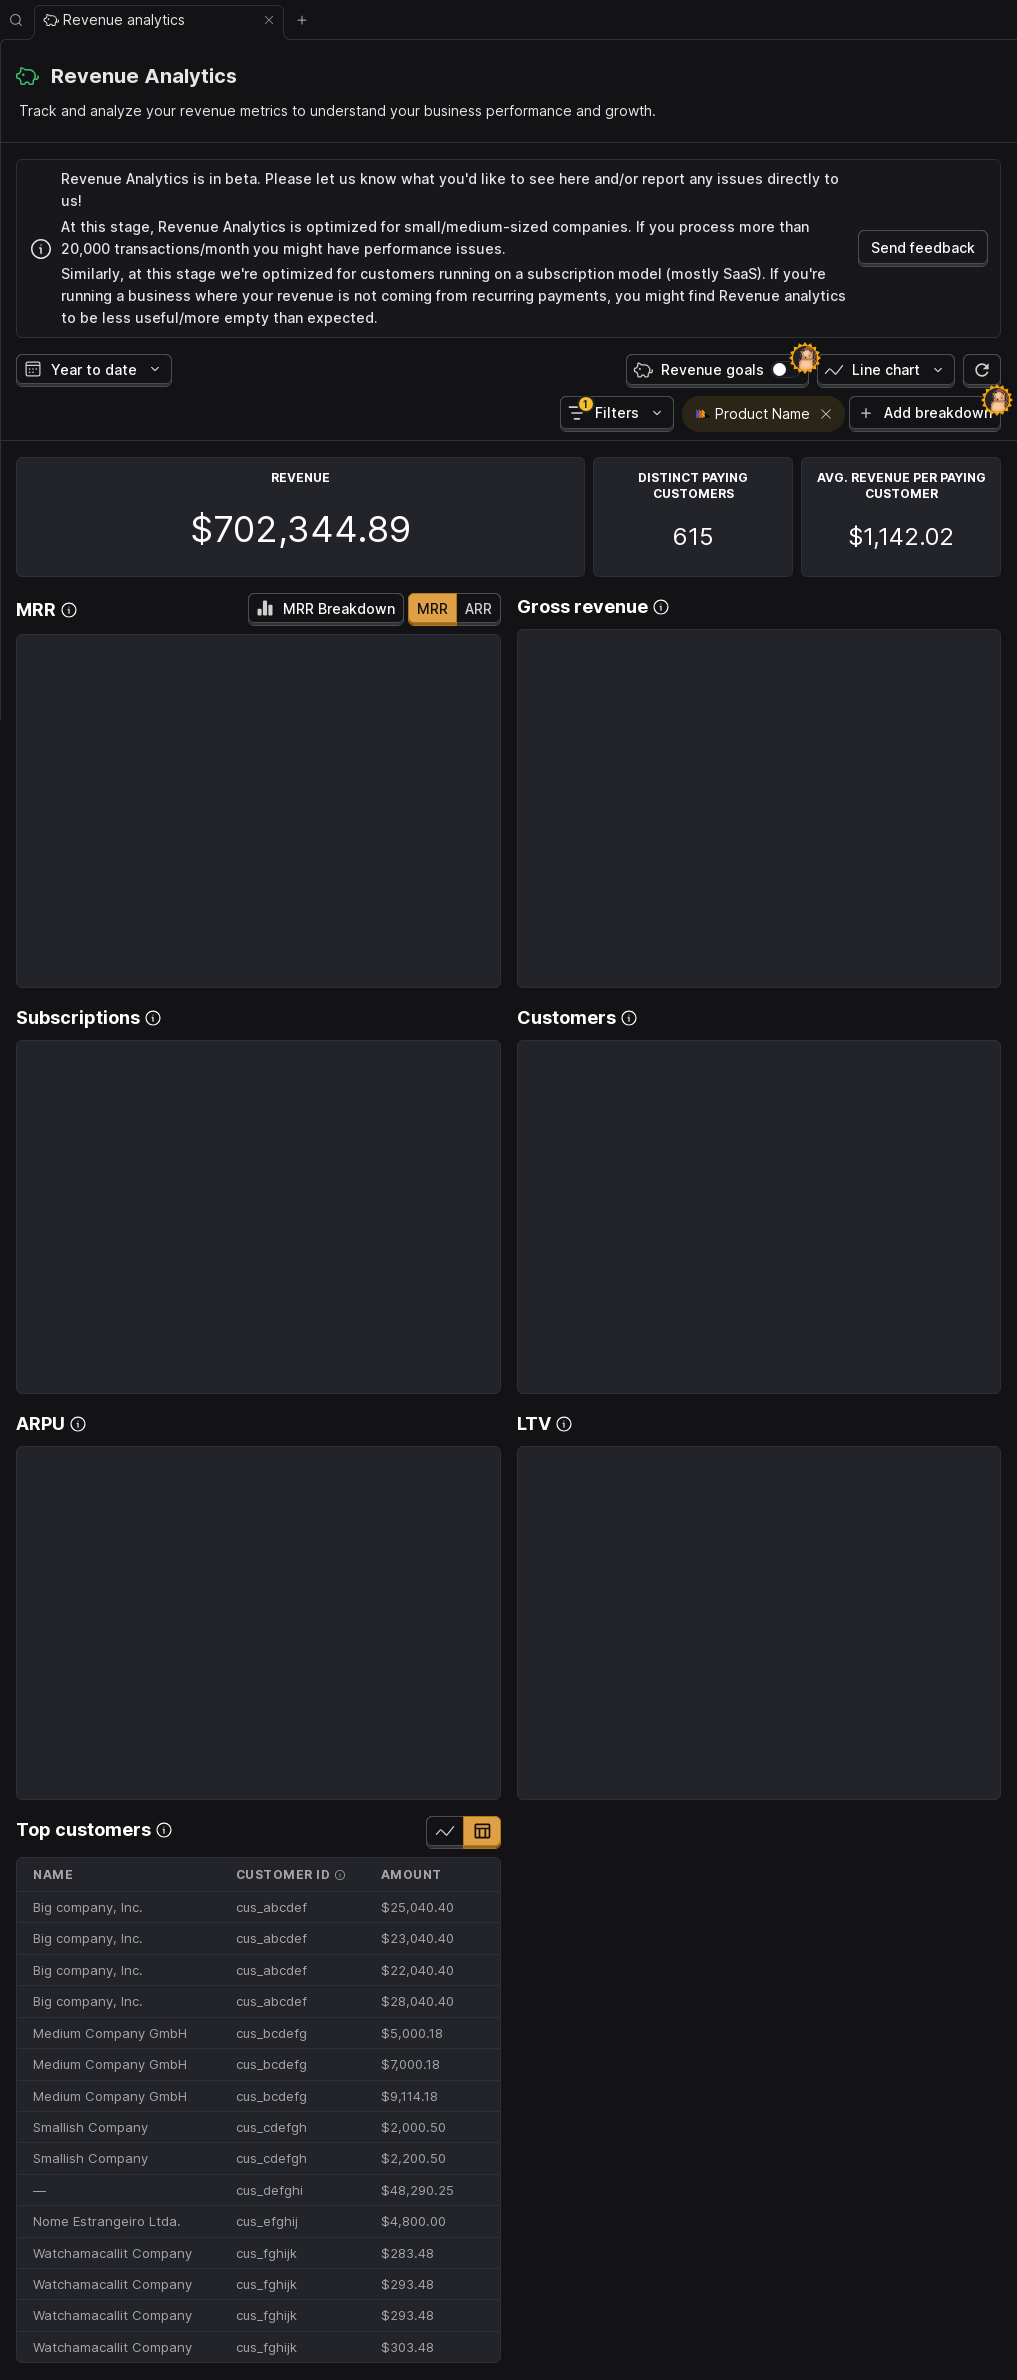 Revenue analytics
Revenue Analytics
Track and analyze your revenue metrics to understand your business performance and growth.
Revenue Analytics is in beta. Please let us know what you'd like to see here and/or report any issues directly to
us!
At this stage, Revenue Analytics is optimized for small/medium-sized companies. If you process more than
20,000 transactions/month you might have performance issues.
Similarly, at this stage we're optimized for customers running on a subscription model (mostly SaaS). If you're
running a business where your revenue is not coming from recurring payments, you might find Revenue analytics
to be less useful/more empty than expected.
Send feedback
Year to date
Revenue goals
Line chart
1
Filters
Product Name
Add breakdown
REVENUE
$702,344.89
DISTINCT PAYING
CUSTOMERS
615
AVG. REVENUE PER PAYING
CUSTOMER
$1,142.02
MRR
MRR Breakdown
MRR
ARR
Gross revenue
Subscriptions
Customers
ARPU
LTV
Top customers
NAME CUSTOMER ID AMOUNT
Big company, Inc. cus_abcdef $25,040.40
Big company, Inc. cus_abcdef $23,040.40
Big company, Inc. cus_abcdef $22,040.40
Big company, Inc. cus_abcdef $28,040.40
Medium Company GmbH cus_bcdefg $5,000.18
Medium Company GmbH cus_bcdefg $7,000.18
Medium Company GmbH cus_bcdefg $9,114.18
Smallish Company cus_cdefgh $2,000.50
Smallish Company cus_cdefgh $2,200.50
— cus_defghi $48,290.25
Nome Estrangeiro Ltda. cus_efghij $4,800.00
Watchamacallit Company cus_fghijk $283.48
Watchamacallit Company cus_fghijk $293.48
Watchamacallit Company cus_fghijk $293.48
Watchamacallit Company cus_fghijk $303.48